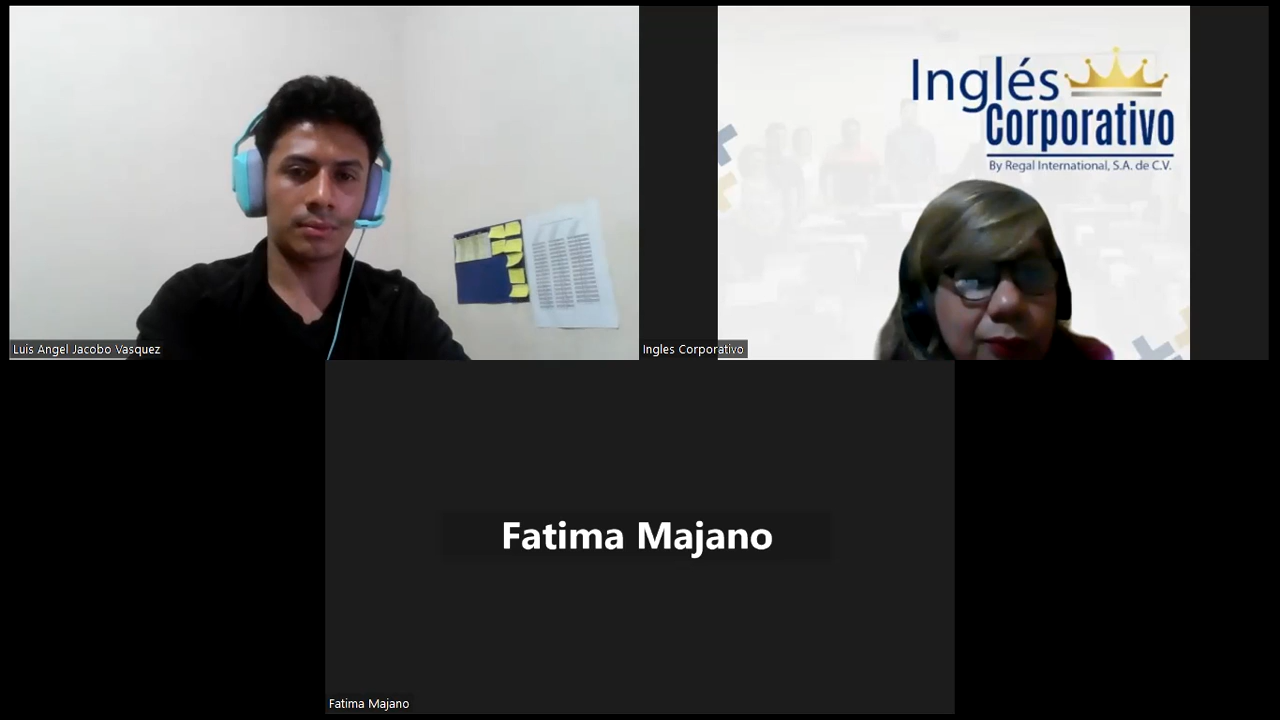 Inglés
Corporativo
By Regal International, S.A. de C.V.
Luis Angel Jacobo Vasquez
Ingles Corporativo
Fatima Majano
Fatima Majano